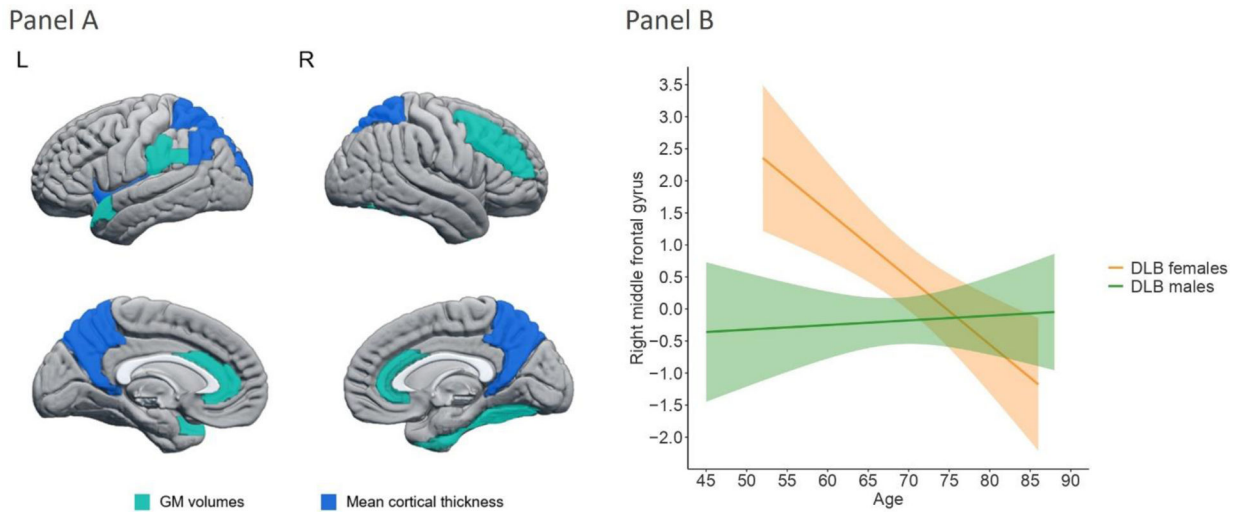 Panel A
L
R
GM volumes
Mean cortical thickness
Panel B
Right middle frontal gyrus
3.5
3.0
2.5
2.0
1.5
1.0
0.5
0.0
−0.5
−1.0
−1.5
−2.0
45 50 55 60 65 70 75 80 85 90
Age
DLB females
DLB males